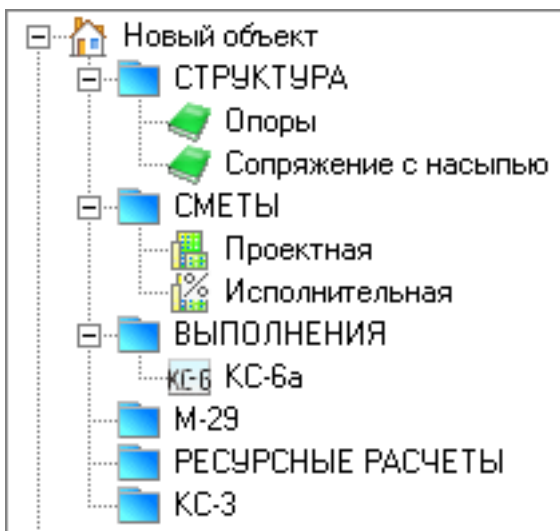 Новый объект
СТРУКТУРА
Опоры
Сопряжение с насыпью
СМЕТЫ
Проектная
Исполнительная
ВЫПОЛНЕНИЯ
КС-6 КС-6а
М-29
РЕСУРСНЫЕ РАСЧЕТЫ
КС-3